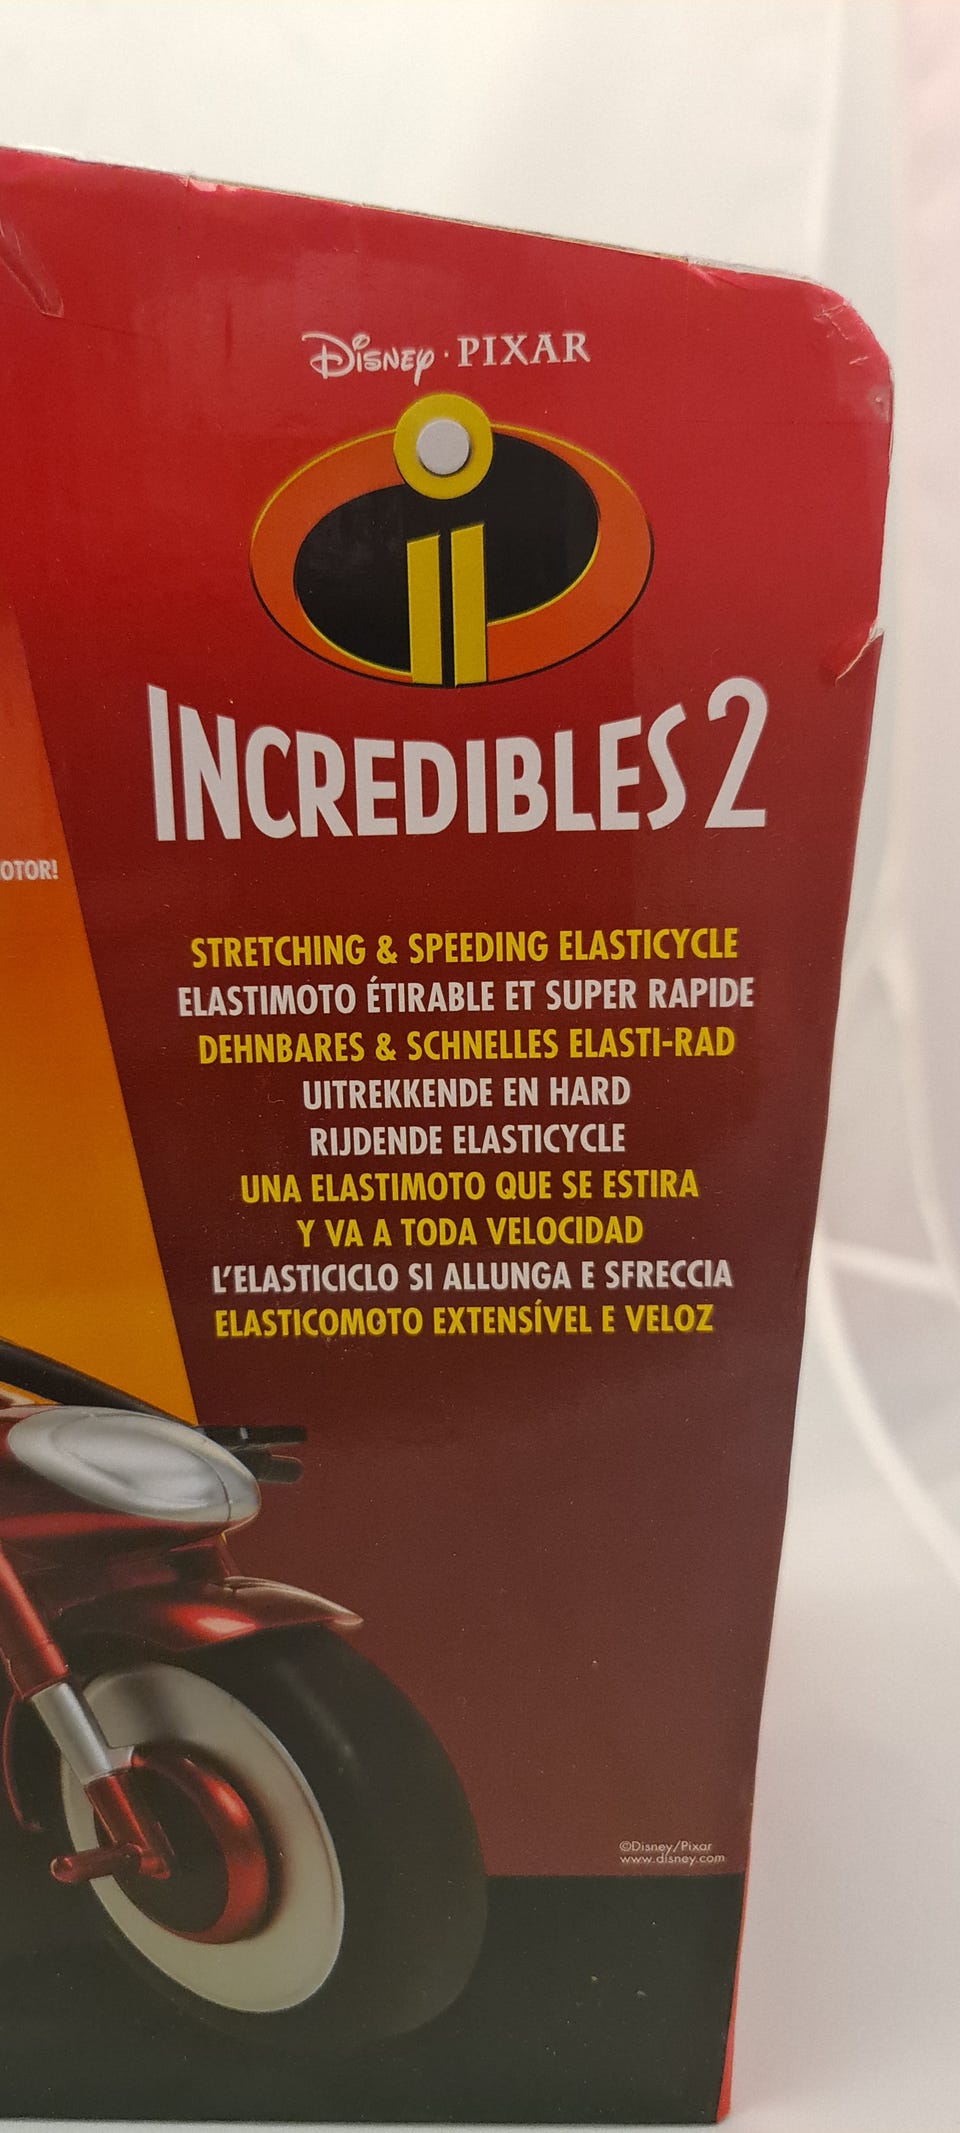 Disney · PIXAR
INCREDIBLES 2
OTOR!
STRETCHING & SPEEDING ELASTICYCLE
ELASTIMOTO ÉTIRABLE ET SUPER RAPIDE
DEHNBARES & SCHNELLES ELASTI-RAD
UITREKKENDE EN HARD
RIJDENDE ELASTICYCLE
UNA ELASTIMOTO QUE SE ESTIRA
Y VA A TODA VELOCIDAD
L'ELASTICICLO SI ALLUNGA E SFRECCIA
ELASTICOMOTO EXTENSÍVEL E VELOZ
©Disney/Pixar
www.disney.com